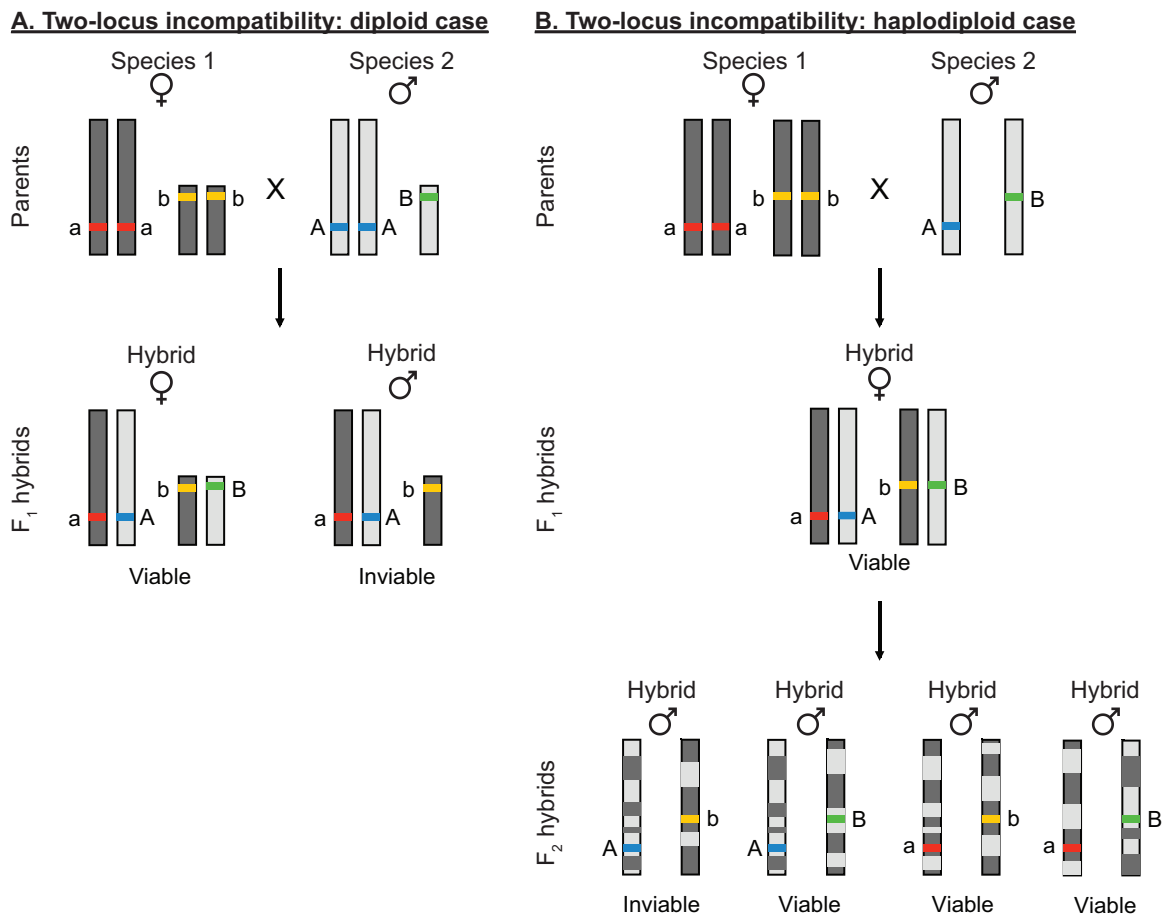 A. Two-locus incompatibility: diploid case
Species 1
Species 2
♀
♂
Parents
a
a
b
b
X
A
A
B
Hybrid
Hybrid
♀
♂
F1 hybrids
a
A
b
B
a
A
b
Viable
Inviable
B. Two-locus incompatibility: haplodiploid case
Species 1
Species 2
♀
♂
Parents
a
a
b
b
X
A
B
Hybrid
♀
F1 hybrids
a
A
b
B
Viable
Hybrid
Hybrid
Hybrid
Hybrid
♂
♂
♂
♂
F2 hybrids
A
b
A
B
a
b
a
B
Inviable
Viable
Viable
Viable